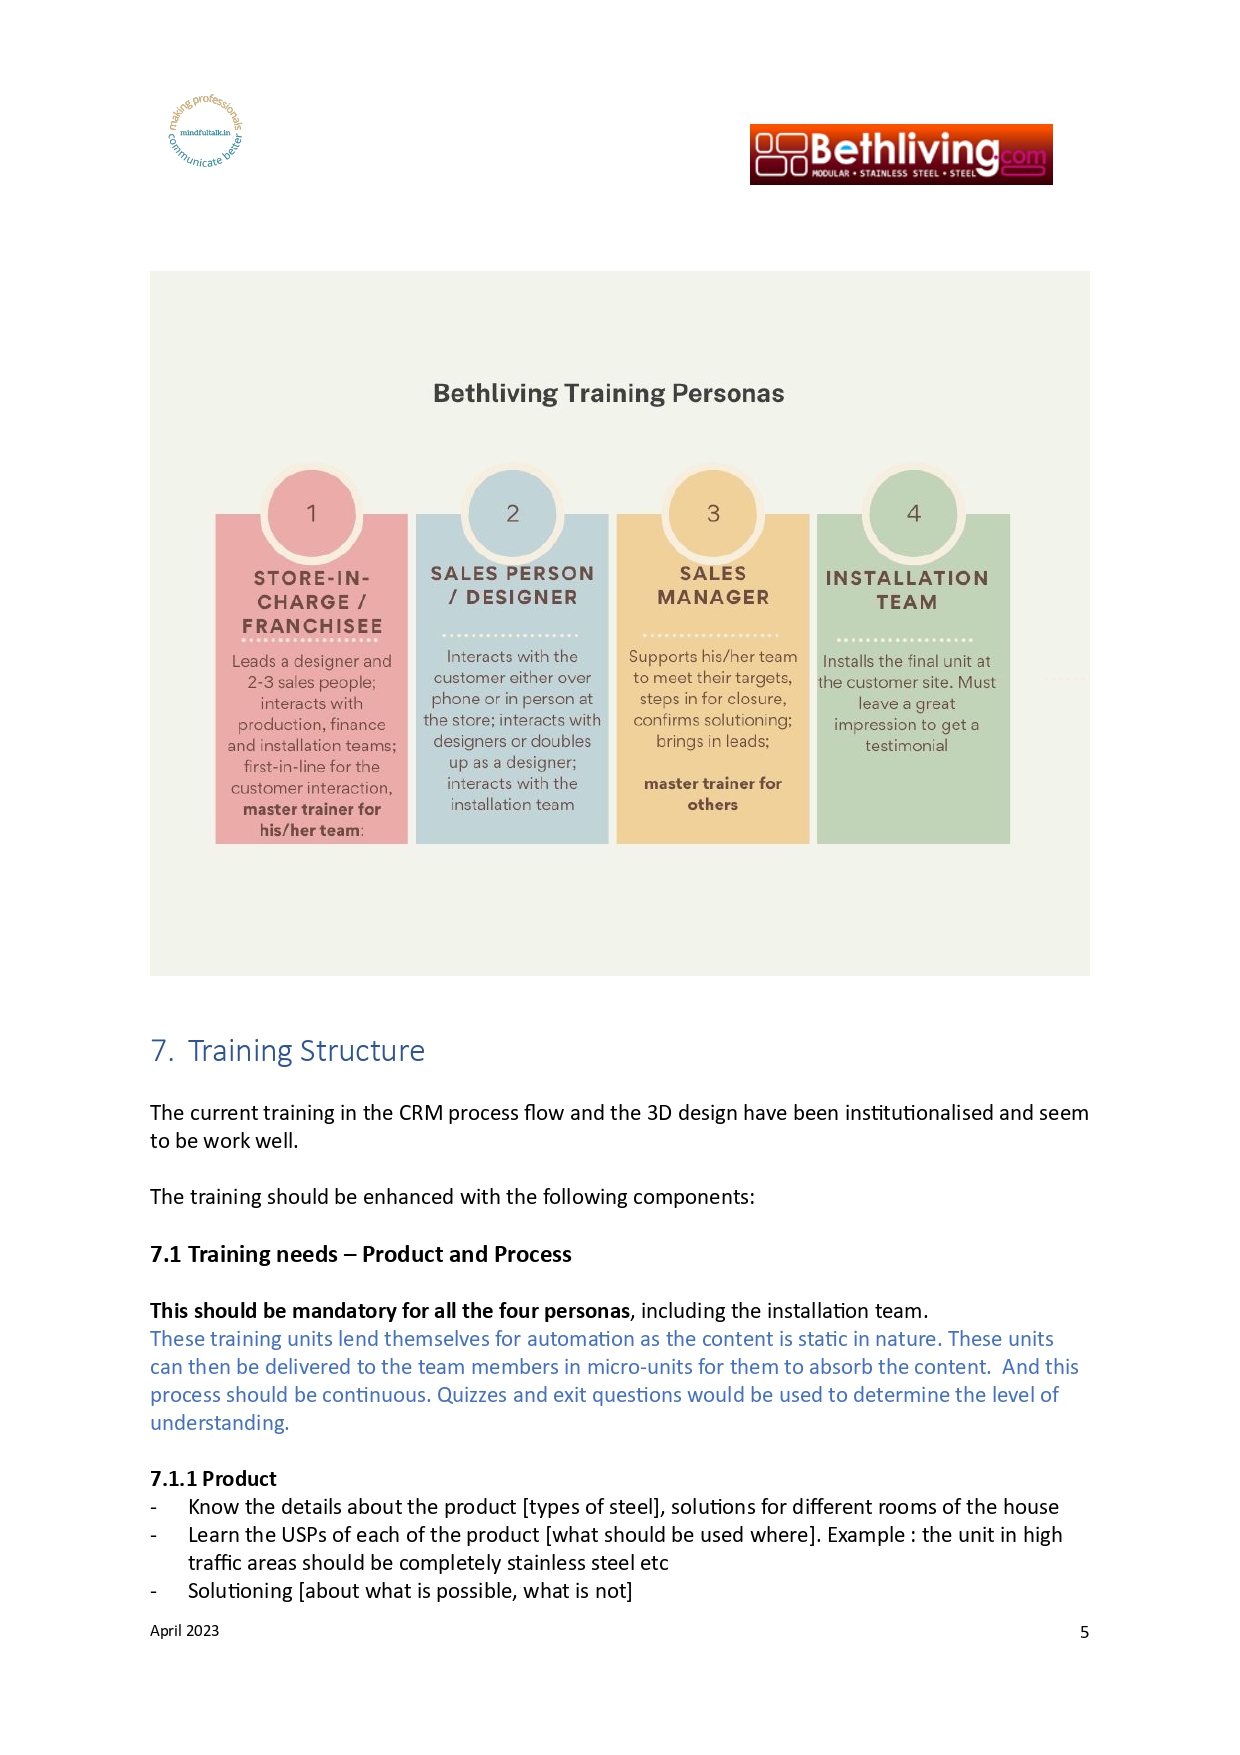 making professionals
mindfultalk.in
communicate better
Bethliving.com
MODULAR • STAINLESS STEEL • STEEL
Bethliving Training Personas
1
STORE-IN-
CHARGE /
FRANCHISEE
Leads a designer and
2-3 sales people;
interacts with
production, finance
and installation teams;
first-in-line for the
customer interaction,
master trainer for
his/her team:
2
SALES PERSON
/ DESIGNER
Interacts with the
customer either over
phone or in person at
the store; interacts with
designers or doubles
up as a designer;
interacts with the
installation team
3
SALES
MANAGER
Supports his/her team
to meet their targets,
steps in for closure,
confirms solutioning;
brings in leads;
master trainer for
others
4
INSTALLATION
TEAM
Installs the final unit at
the customer site. Must
leave a great
impression to get a
testimonial
7. Training Structure
The current training in the CRM process flow and the 3D design have been institutionalised and seem
to be work well.
The training should be enhanced with the following components:
7.1 Training needs – Product and Process
This should be mandatory for all the four personas, including the installation team.
These training units lend themselves for automation as the content is static in nature. These units
can then be delivered to the team members in micro-units for them to absorb the content.  And this
process should be continuous. Quizzes and exit questions would be used to determine the level of
understanding.
7.1.1 Product
- Know the details about the product [types of steel], solutions for different rooms of the house
- Learn the USPs of each of the product [what should be used where]. Example : the unit in high
traffic areas should be completely stainless steel etc
- Solutioning [about what is possible, what is not]
April 2023
5